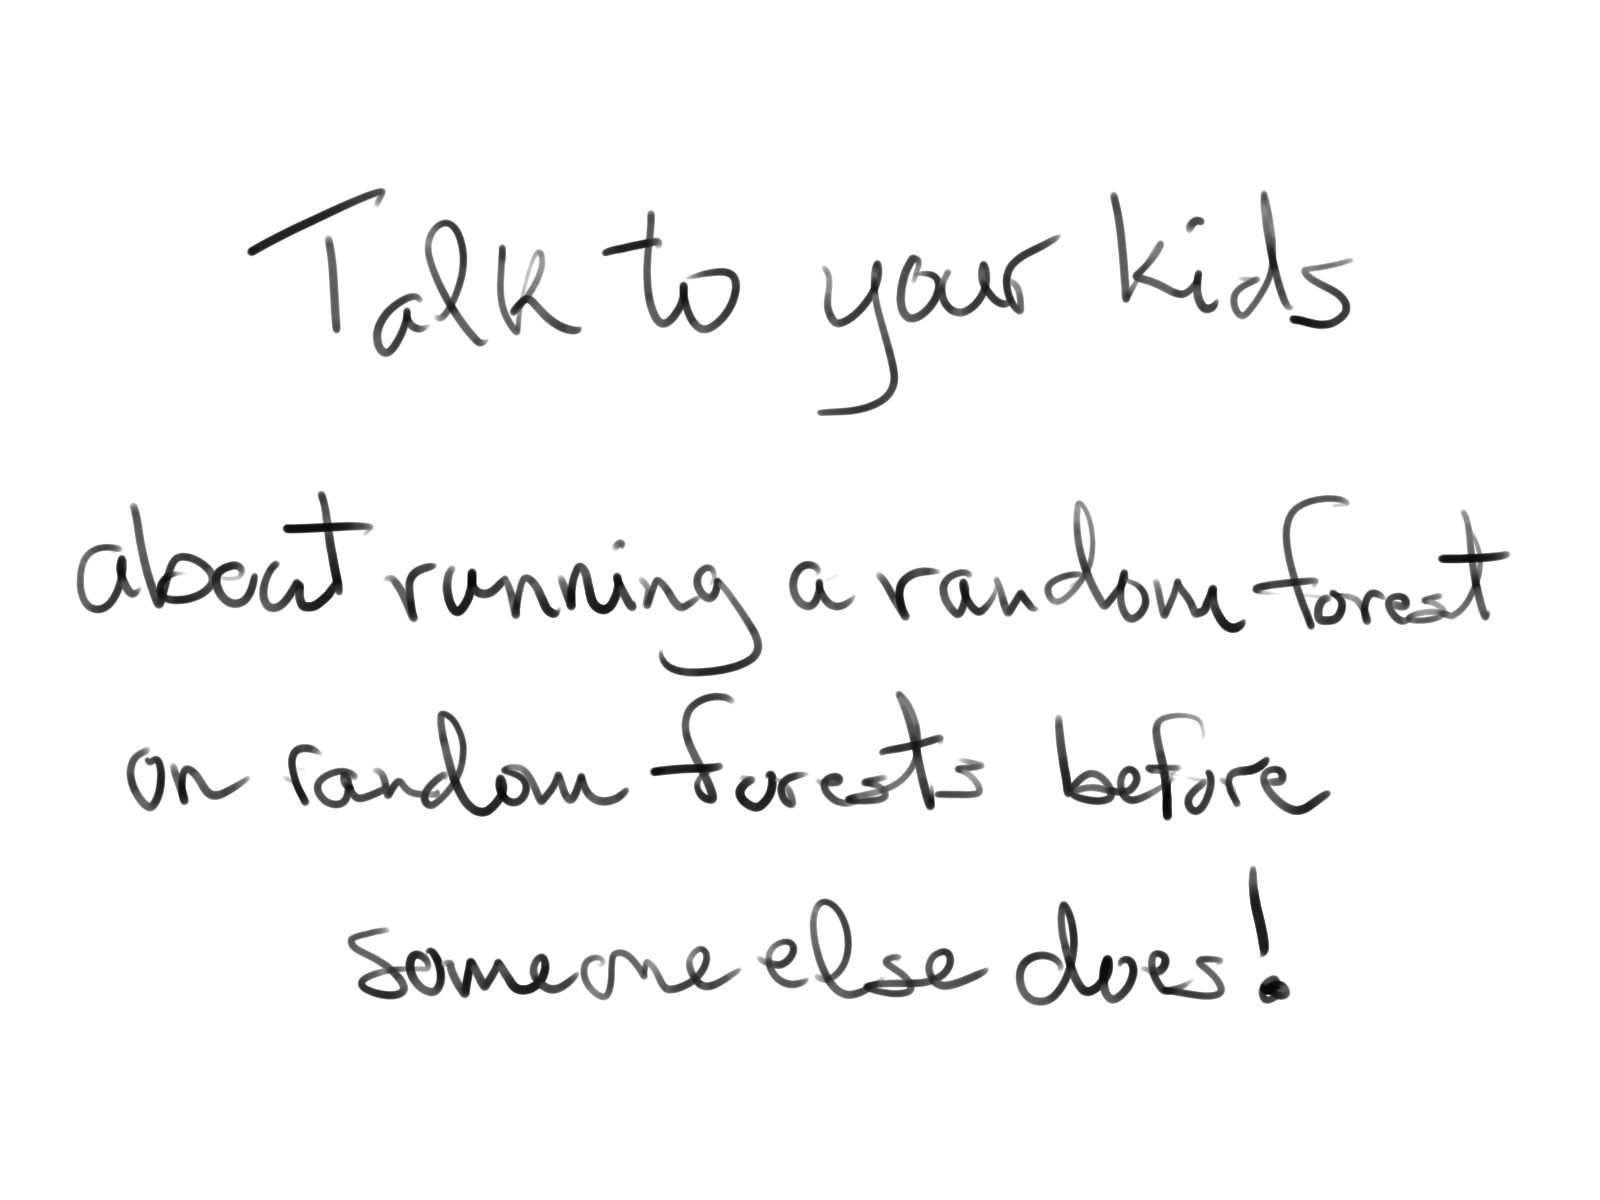 Talk to your kids
about running a random forest
on random forests before
someone else does!